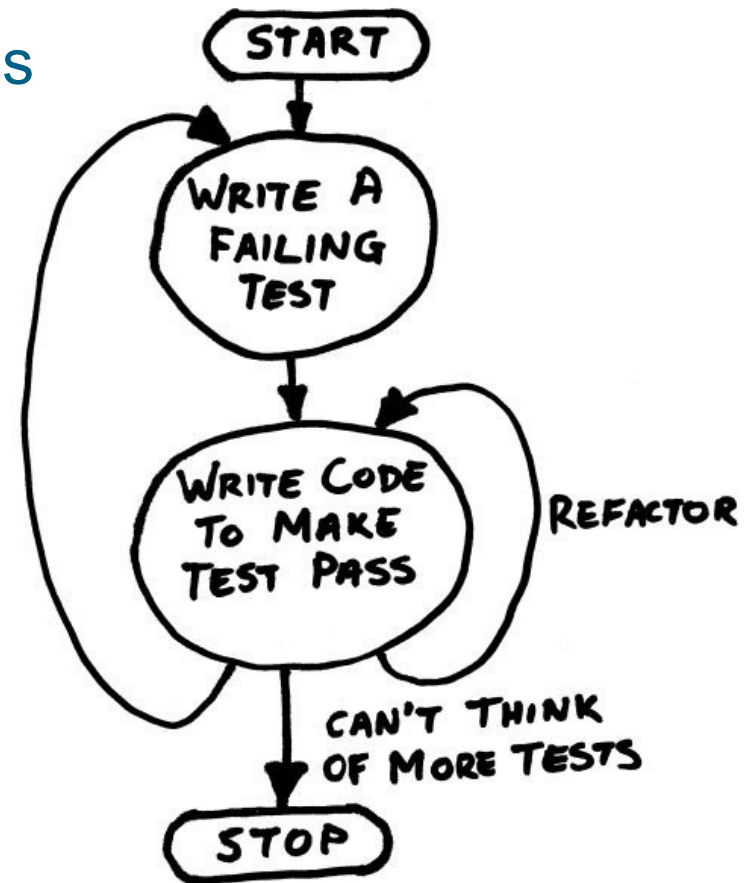 s
START
WRITE A
FAILING
TEST
WRITE CODE
TO MAKE
TEST PASS
REFACTOR
CAN'T THINK
OF MORE TESTS
STOP